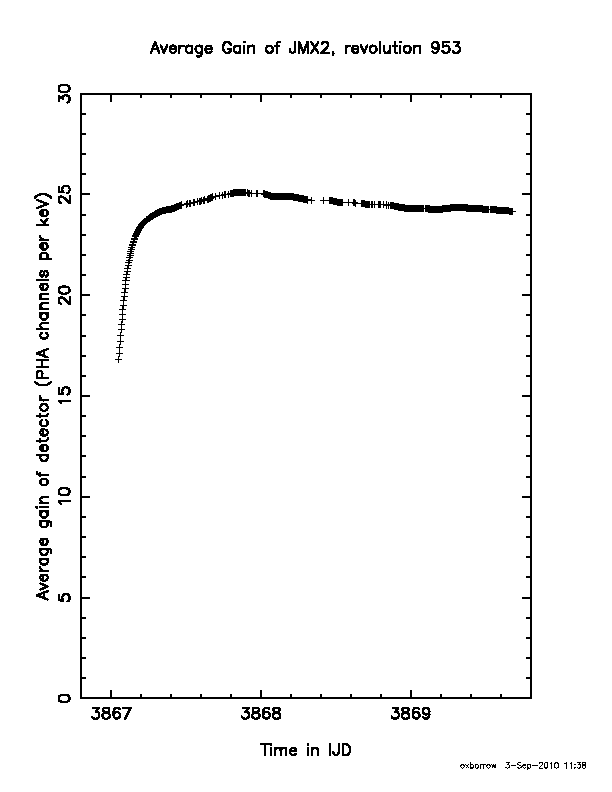 Average Gain of JMX2, revolution 953
Average gain of detector (PHA channels per keV)
30
25
20
15
10
5
0
3867 3868 3869
Time in IJD
oxborrow 3-Sep-2010 11:38